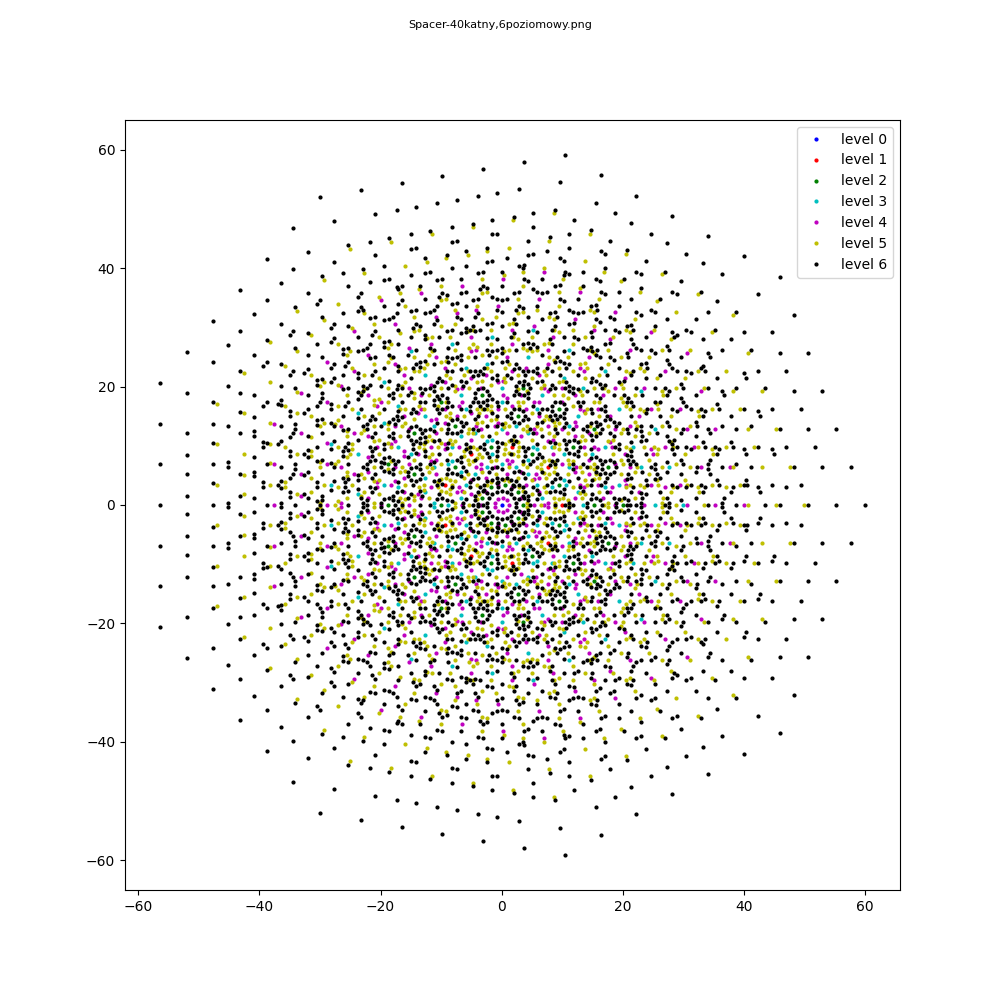 Spacer-40katny,6poziomowy.png
level 0
level 1
level 2
level 3
level 4
level 5
level 6
60
40
20
0
−20
−40
−60
−60 −40 −20 0 20 40 60